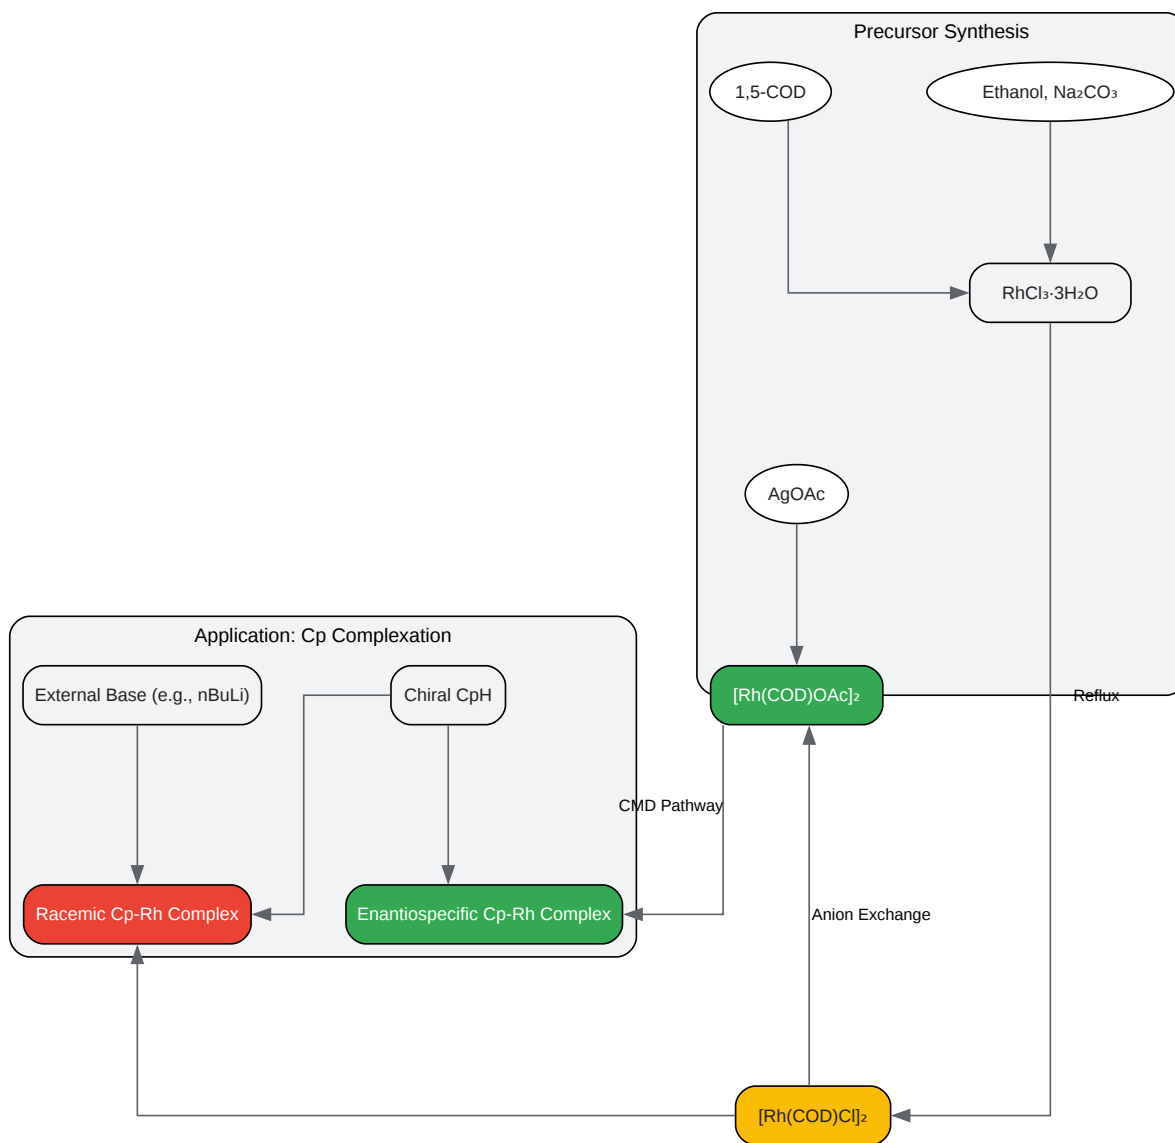 Precursor Synthesis
1,5-COD
Ethanol, Na₂CO₃
RhCl₃·3H₂O
AgOAc
Application: Cp Complexation
External Base (e.g., nBuLi)
Chiral CpH
[Rh(COD)OAc]₂
Reflux
CMD Pathway
Racemic Cp-Rh Complex
Enantiospecific Cp-Rh Complex
Anion Exchange
[Rh(COD)Cl]₂